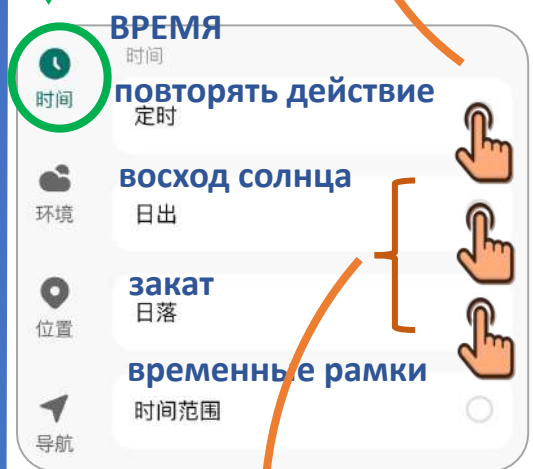 ВРЕМЯ
时间
时间
повторять действие
定时
восход солнца
环境
日出
закат
位置
日落
временные рамки
时间范围
导航